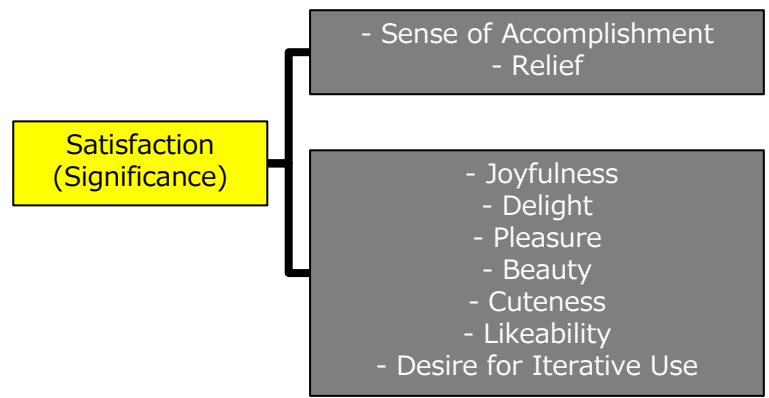 Satisfaction
(Significance)
- Sense of Accomplishment
- Relief
- Joyfulness
- Delight
- Pleasure
- Beauty
- Cuteness
- Likeability
- Desire for Iterative Use